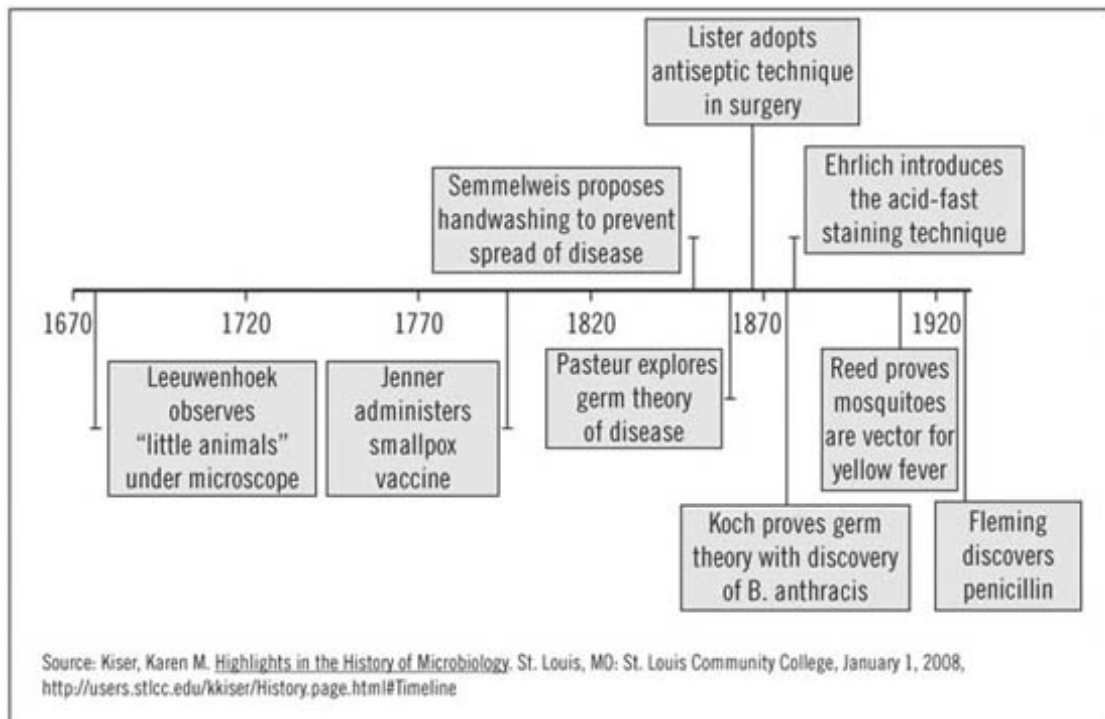 Lister adopts
antiseptic technique
in surgery
Semmelweis proposes
handwashing to prevent
spread of disease
Ehrlich introduces
the acid-fast
staining technique
1670 1720 1770 1820 1870 1920
Leeuwenhoek
observes
“little animals”
under microscope
Jenner
administers
smallpox
vaccine
Pasteur explores
germ theory
of disease
Reed proves
mosquitoes
are vector for
yellow fever
Koch proves germ
theory with discovery
of B. anthracis
Fleming
discovers
penicillin
Source: Kiser, Karen M. Highlights in the History of Microbiology. St. Louis, MO: St. Louis Community College, January 1, 2008,
http://users.stlcc.edu/kkiser/History.page.html#Timeline